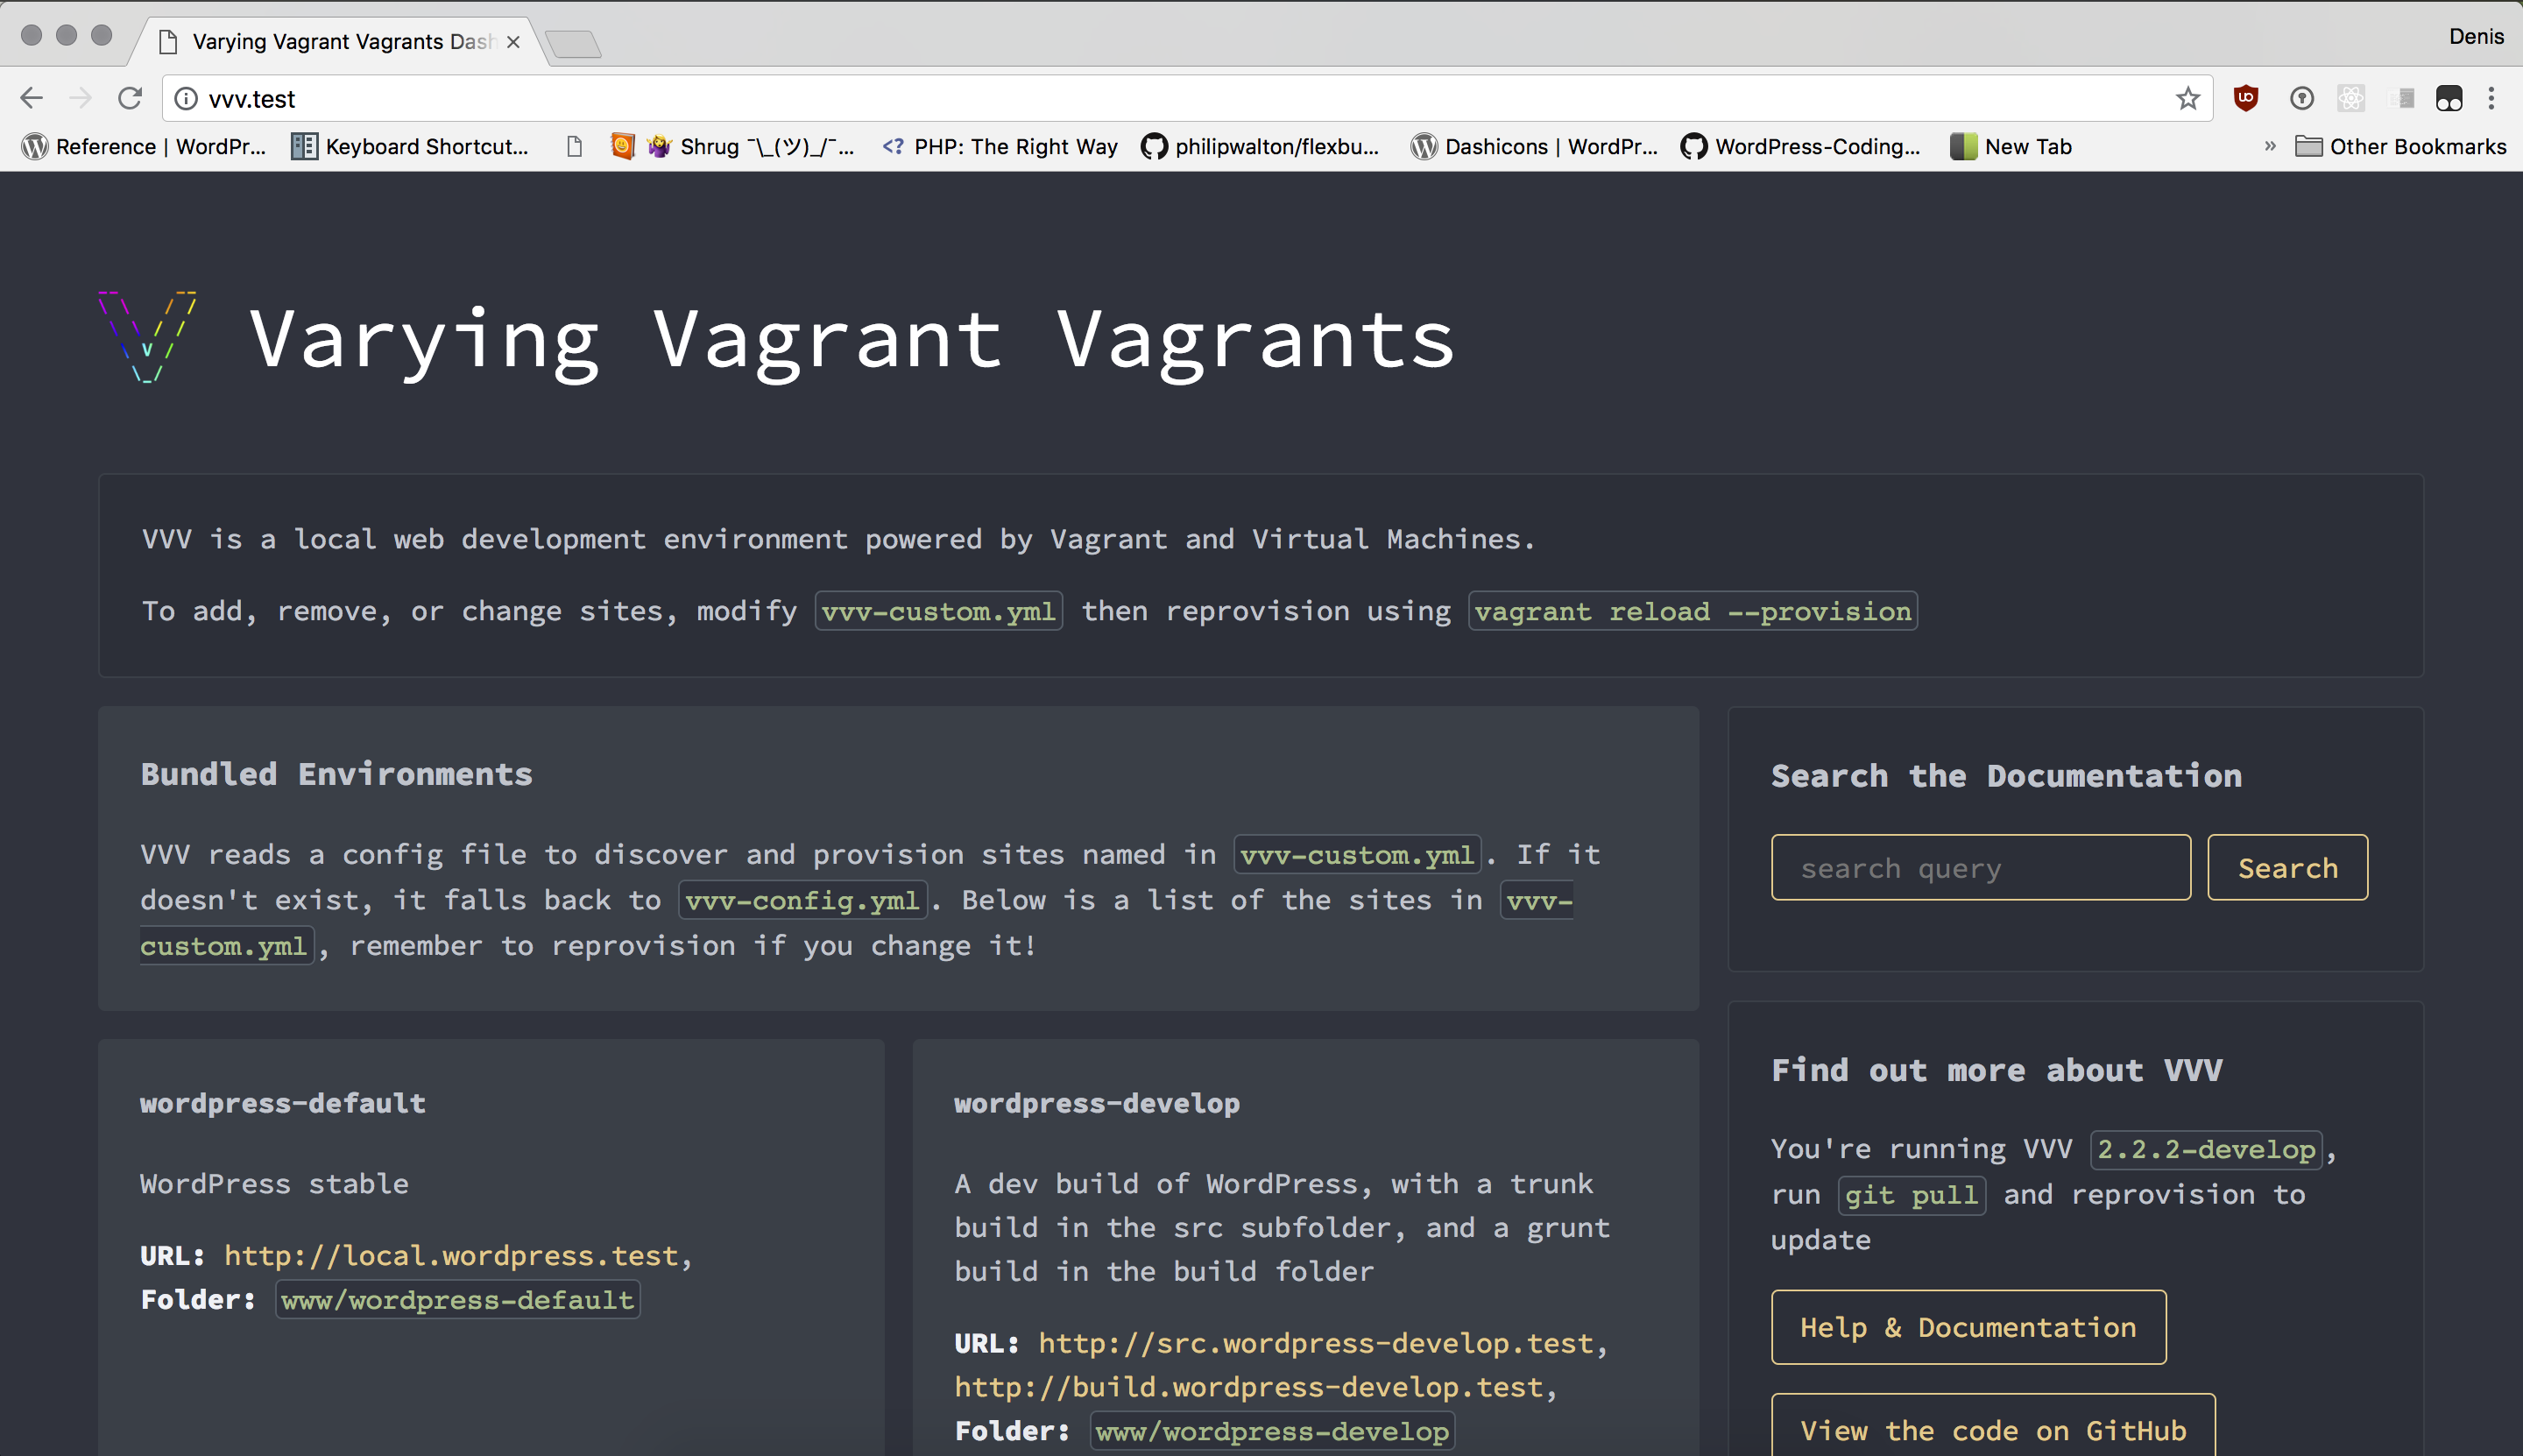 Varying Vagrant Vagrants Dash
Denis
vvv.test
Reference | WordPr...
Keyboard Shortcut...
Shrug ¯\_(ツ)_/¯...
<? PHP: The Right Way
philipwalton/flexbu...
Dashicons | WordPr...
WordPress-Coding...
New Tab
» Other Bookmarks
Varying Vagrant Vagrants
VVV is a local web development environment powered by Vagrant and Virtual Machines.
To add, remove, or change sites, modify vvv-custom.yml then reprovision using vagrant reload --provision
Bundled Environments
VVV reads a config file to discover and provision sites named in vvv-custom.yml. If it
doesn't exist, it falls back to vvv-config.yml. Below is a list of the sites in vvv-
custom.yml, remember to reprovision if you change it!
Search the Documentation
search query
Search
wordpress-default
WordPress stable
URL: http://local.wordpress.test,
Folder: www/wordpress-default
wordpress-develop
A dev build of WordPress, with a trunk
build in the src subfolder, and a grunt
build in the build folder
URL: http://src.wordpress-develop.test,
http://build.wordpress-develop.test,
Folder: www/wordpress-develop
Find out more about VVV
You're running VVV 2.2.2-develop,
run git pull and reprovision to
update
Help & Documentation
View the code on GitHub